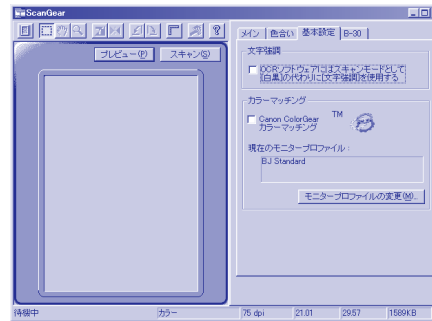 ScanGear
プレビュー(P)
スキャン(S)
メイン
色合い
基本設定
B-30
文字強調
OCRソフトウェアにはスキャンモードとして
[白黒]の代わりに[文字強調]を使用する
カラーマッチング
Canon ColorGear TM
カラーマッチング
現在のモニタープロファイル:
BJ Standard
モニタープロファイルの変更(M)...
待機中
カラー
75 dpi
21.01
29.57
1589KB